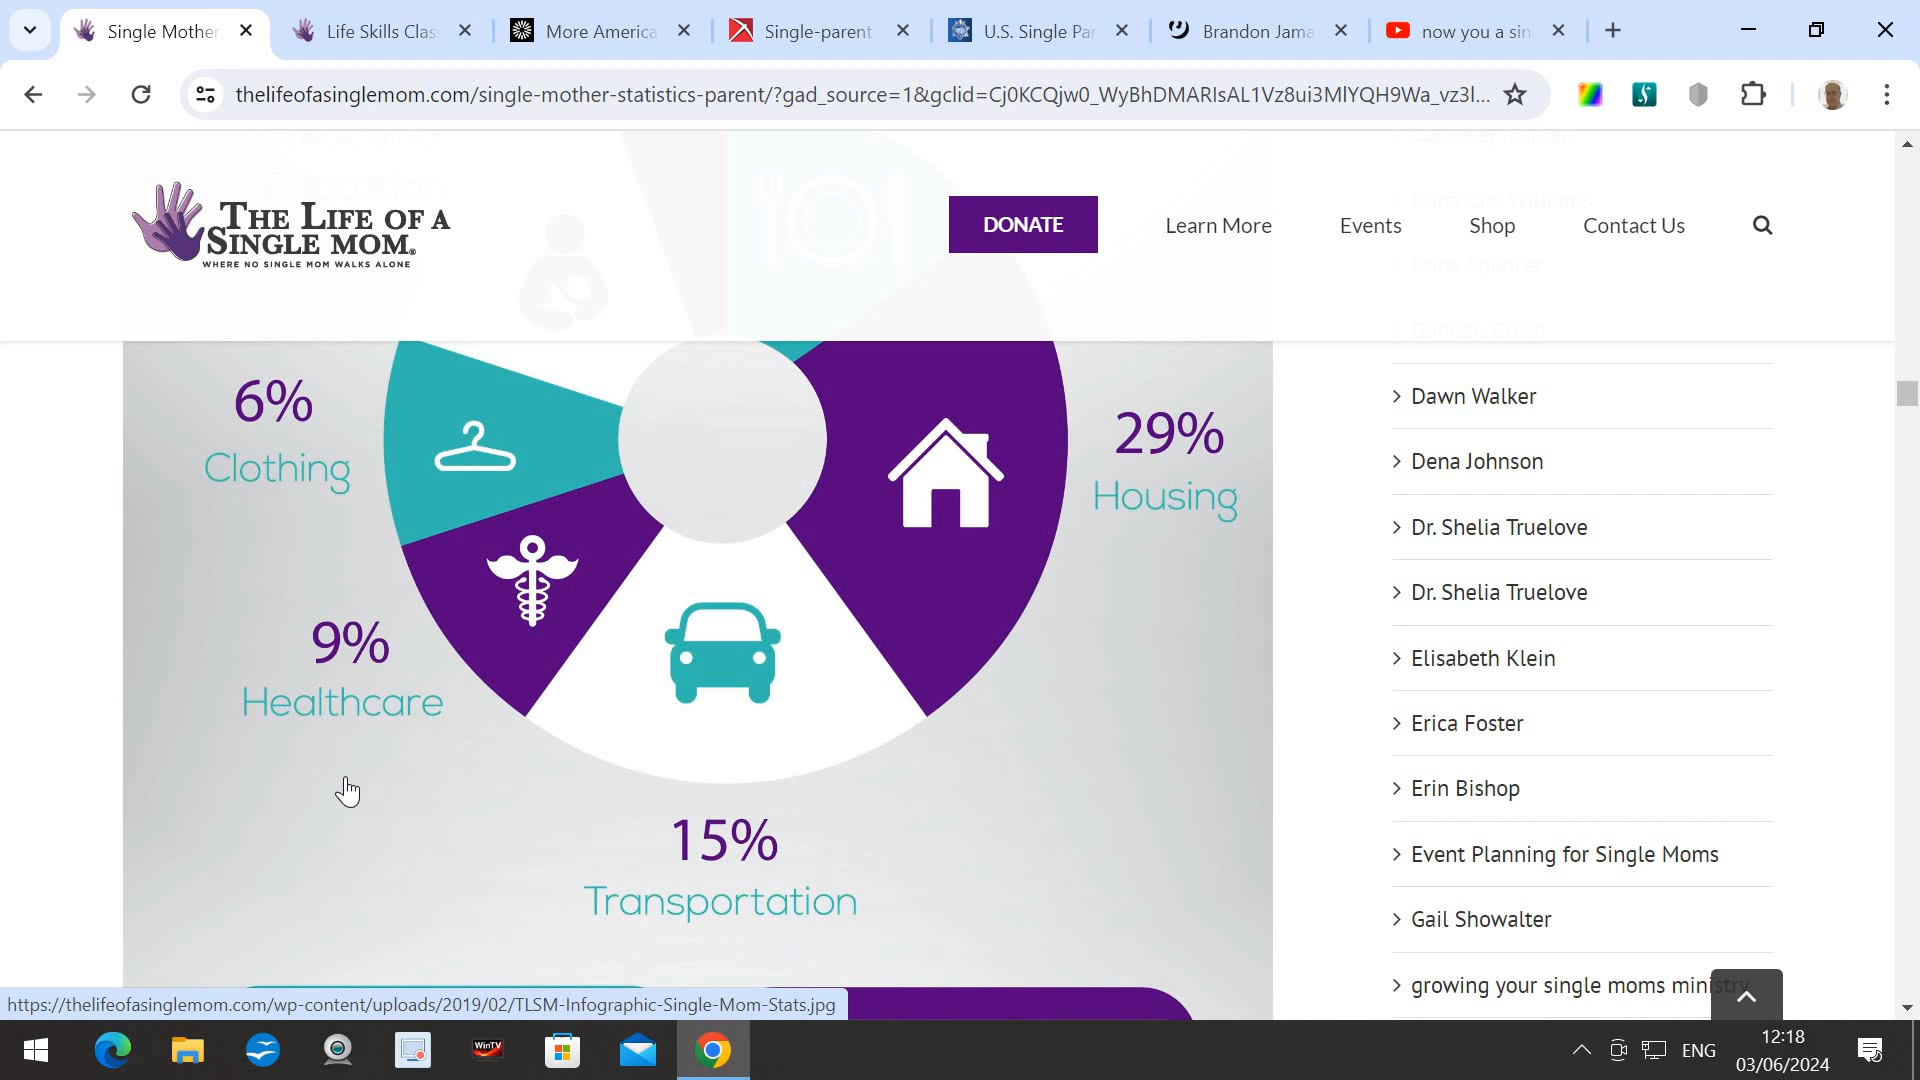 Single Mother
Life Skills Clas
More America
Single-parent
U.S. Single Par
Brandon Jama
now you a sin
thelifeofasinglemom.com/single-mother-statistics-parent/?gad_source=1&gclid=Cj0KCQjw0_WyBhDMARIsAL1Vz8ui3MlYQH9Wa_vz3l...
THE LIFE OF A
SINGLE MOM.
WHERE NO SINGLE MOM WALKS ALONE
DONATE
Learn More
Events
Shop
Contact Us
6%
Clothing
29%
Housing
9%
Healthcare
15%
Transportation
Dawn Walker
Dena Johnson
Dr. Shelia Truelove
Dr. Shelia Truelove
Elisabeth Klein
Erica Foster
Erin Bishop
Event Planning for Single Moms
Gail Showalter
growing your single moms ministry
https://thelifeofasinglemom.com/wp-content/uploads/2019/02/TLSM-Infographic-Single-Mom-Stats.jpg
WinTV
ENG
12:18
03/06/2024